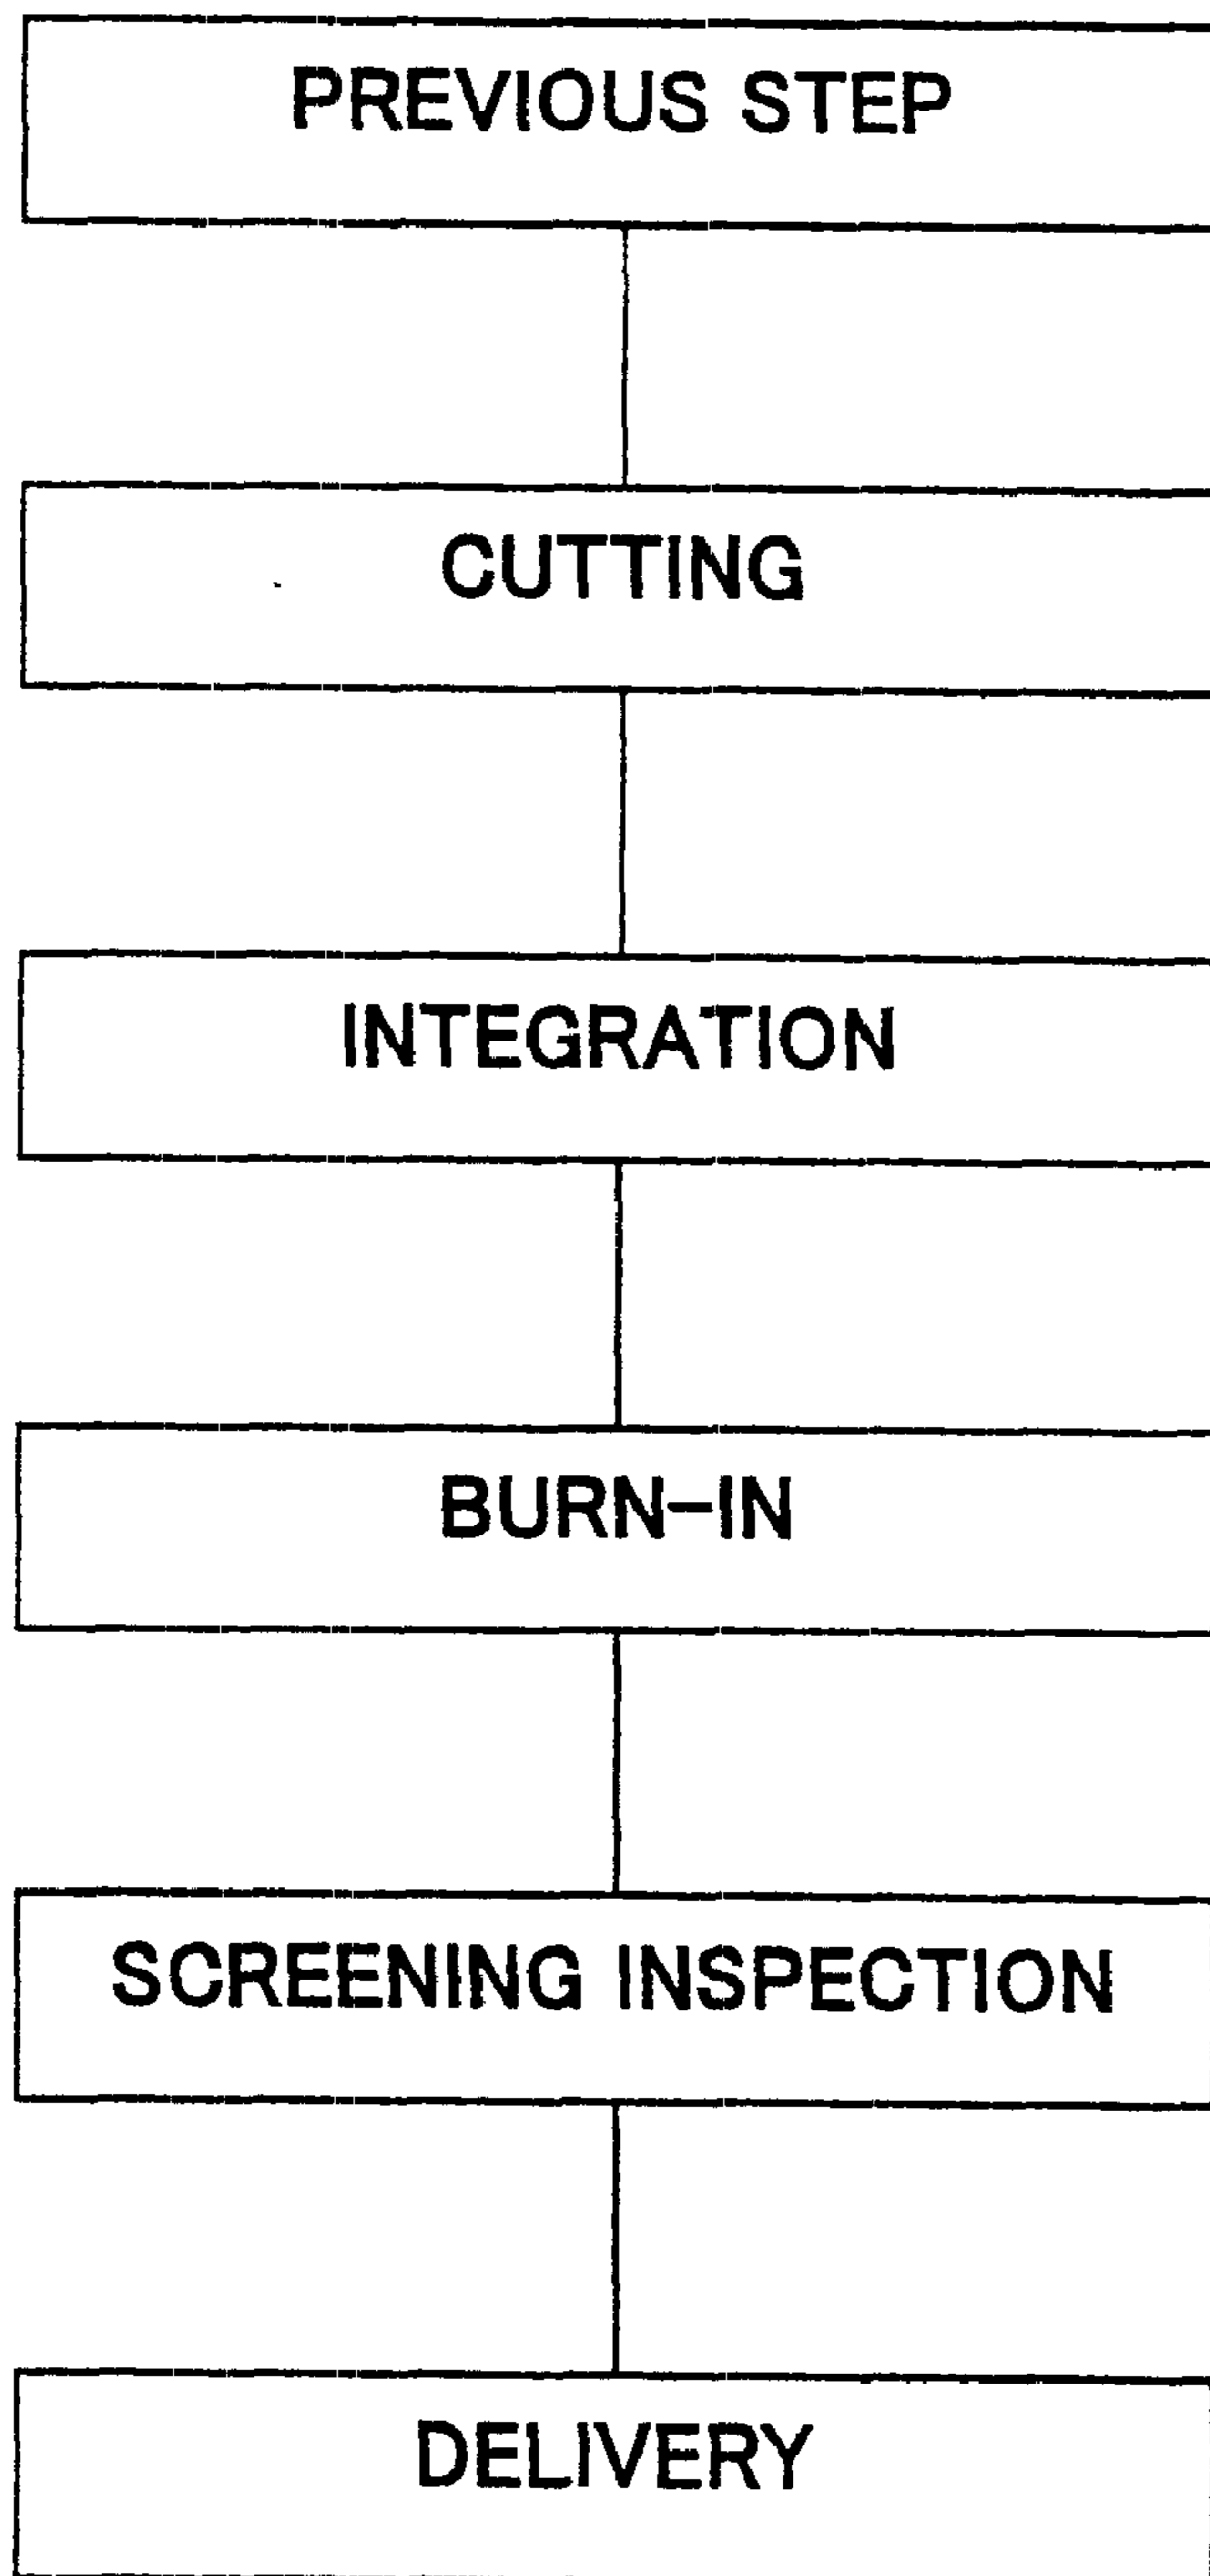 PREVIOUS STEP
CUTTING
INTEGRATION
BURN-IN
SCREENING INSPECTION
DELIVERY